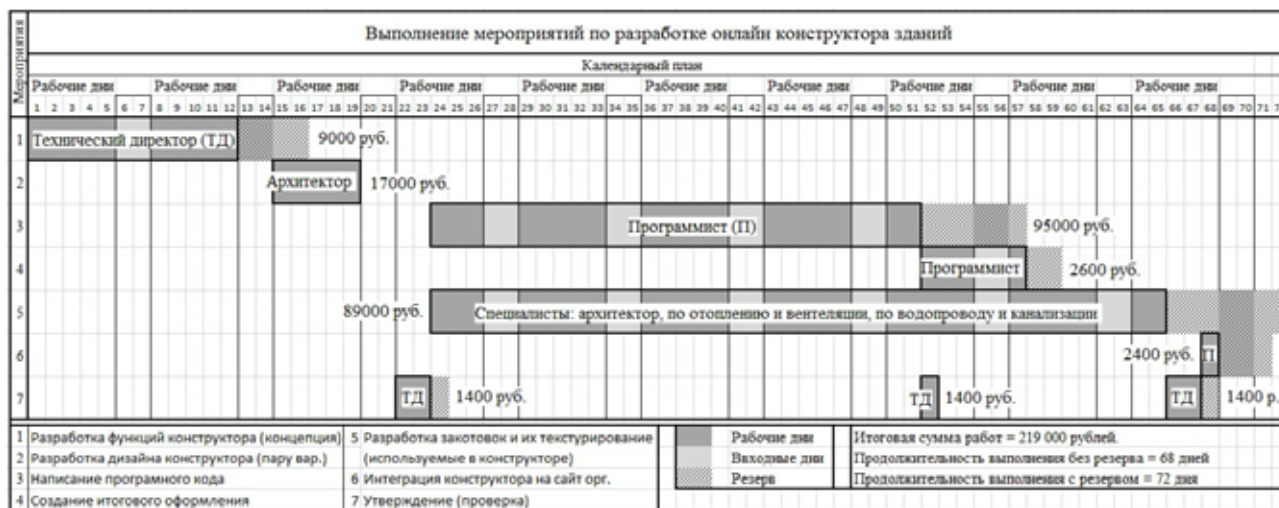 Мероприятия
Выполнение мероприятий по разработке онлайн конструктора зданий
Календарный план
Рабочие дни Рабочие дни Рабочие дни Рабочие дни Рабочие дни Рабочие дни Рабочие дни Рабочие дни Рабочие дни Рабочие дни
1 2 3 4 5 6 7 8 9 10 11 12 13 14 15 16 17 18 19 20 21 22 23 24 25 26 27 28 29 30 31 32 33 34 35 36 37 38 39 40 41 42 43 44 45 46 47 48 49 50 51 52 53 54 55 56 57 58 59 60 61 62 63 64 65 66 67 68 69 70 71
1 Технический директор (ТД) 9000 руб.
2 Архитектор 17000 руб.
3 Программист (П) 95000 руб.
4 Программист 2600 руб.
5 89000 руб. Специалисты: архитектор, по отоплению и вентеляции, по водопроводу и канализации
6 2400 руб. П
7 ТД 1400 руб. ТД 1400 руб. ТД 1400 р.
1 Разработка функций конструктора (концепция) 5 Разработка закотовок и их текстурирование Рабочие дни Итоговая сумма работ = 219 000 рублей.
2 Разработка дизайна конструктора (пару вар.) (используемые в конструкторе) Ввходные дни Продолжительность выполнения без резерва = 68 дней
3 Написание програмного кода 6 Интеграция конструктора на сайт орг. Резерв Продолжительность выполнения с резервом = 72 дня
4 Создание итогового оформления 7 Утверждение (проверка)